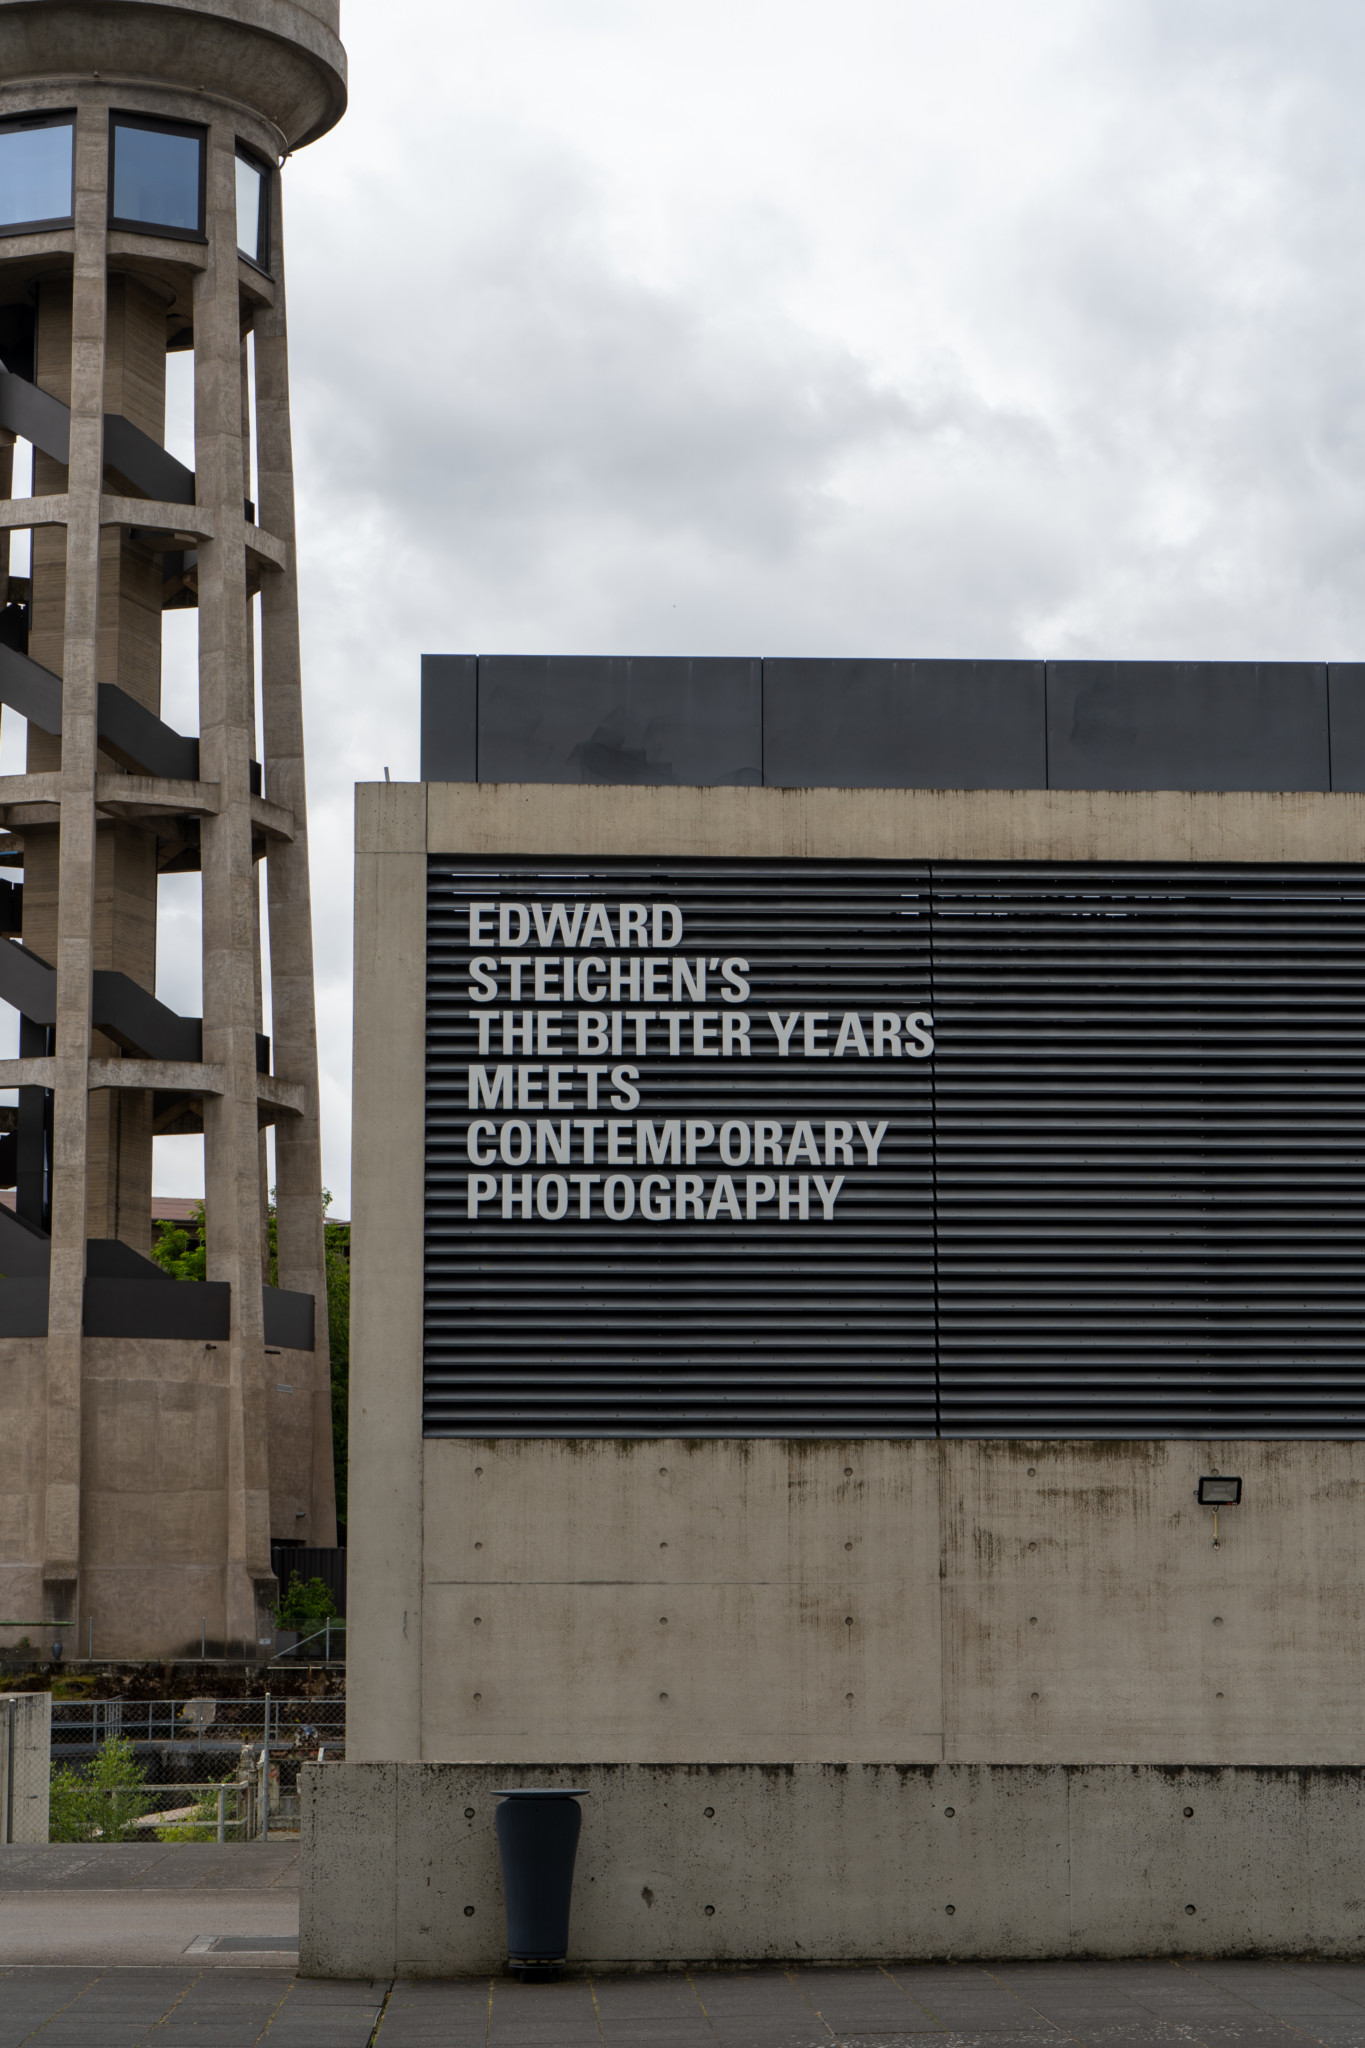 EDWARD
STEICHEN'S
THE BITTER YEARS
MEETS
CONTEMPORARY
PHOTOGRAPHY